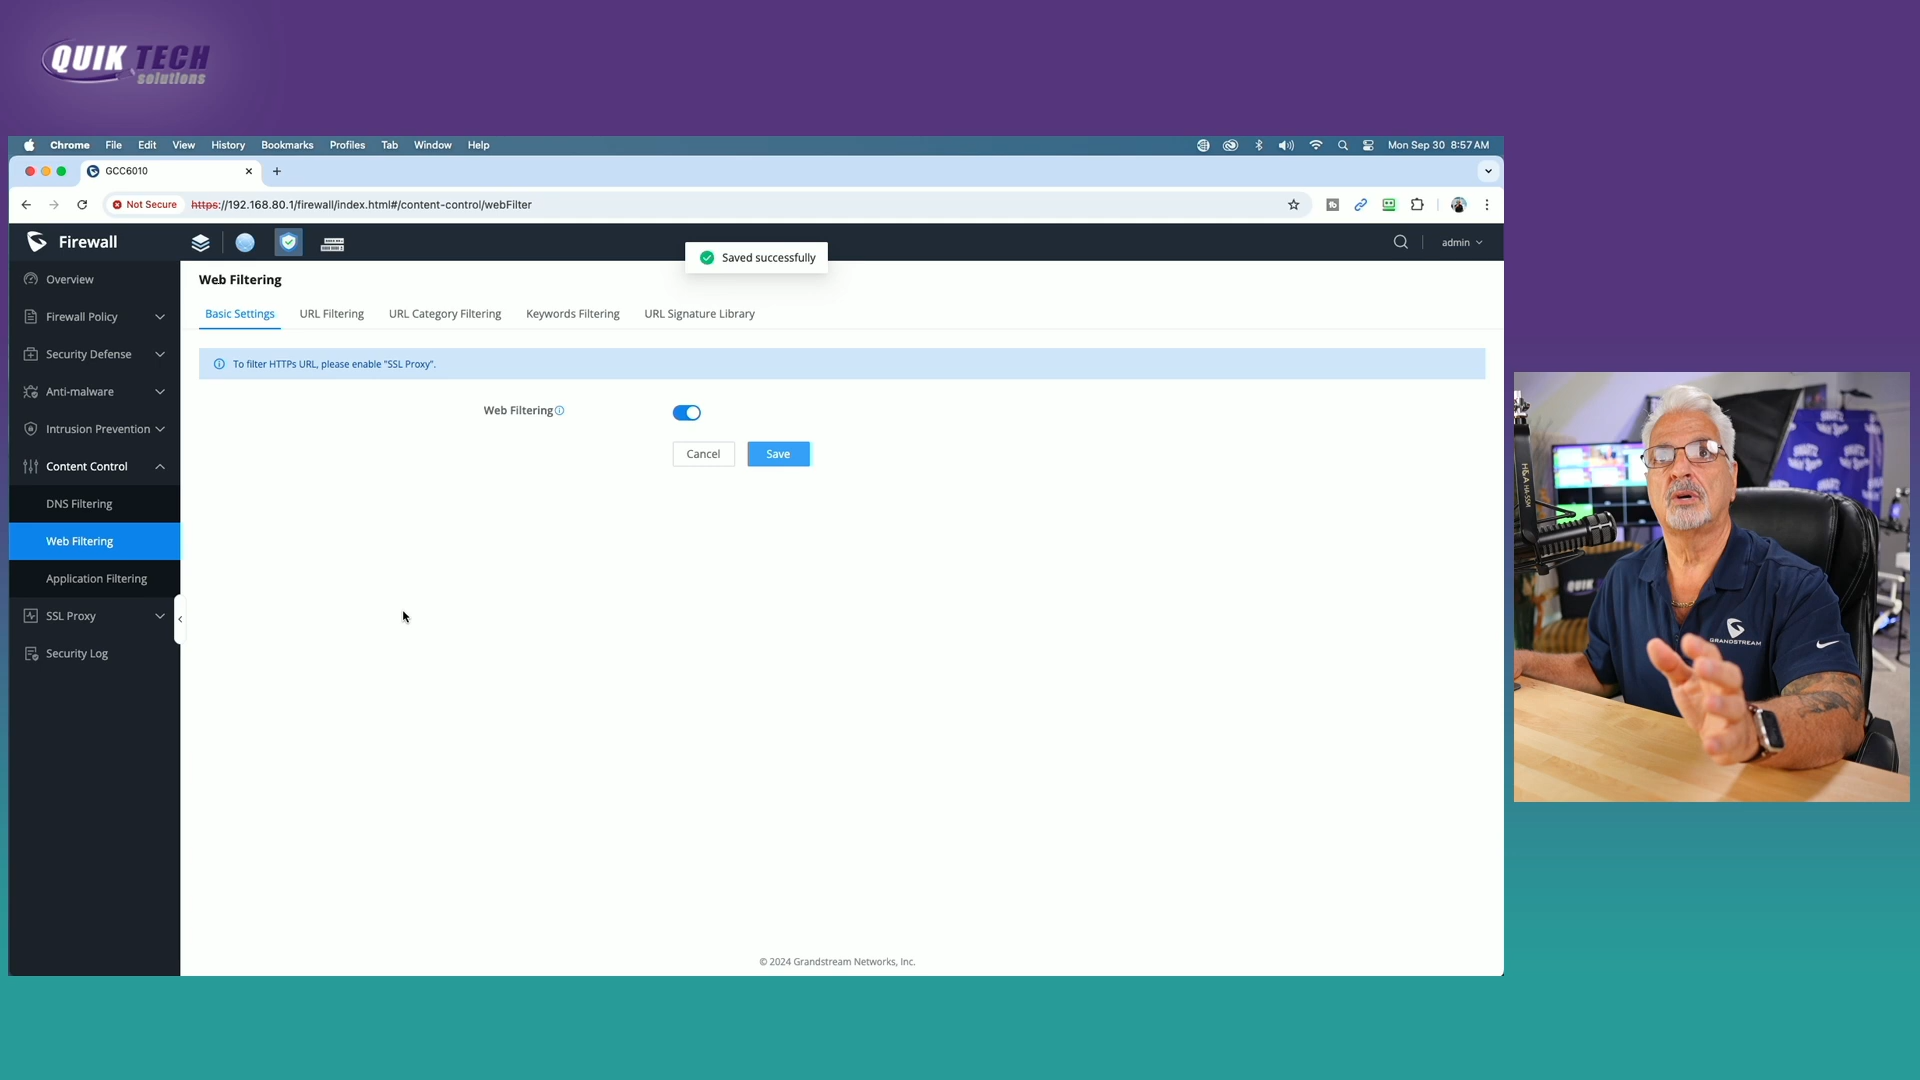 QUIK TECH
solutions
Chrome File Edit View History Bookmarks Profiles Tab Window Help
Mon Sep 30 8:57 AM
GCC6010
Not Secure https://192.168.80.1/firewall/index.html#/content-control/webFilter
Firewall
admin
Saved successfully
Overview
Firewall Policy
Security Defense
Anti-malware
Intrusion Prevention
Content Control
DNS Filtering
Web Filtering
Application Filtering
SSL Proxy
Security Log
Web Filtering
Basic Settings URL Filtering URL Category Filtering Keywords Filtering URL Signature Library
To filter HTTPs URL, please enable "SSL Proxy".
Web Filtering
Cancel Save
© 2024 Grandstream Networks, Inc.
GRANDSTREAM